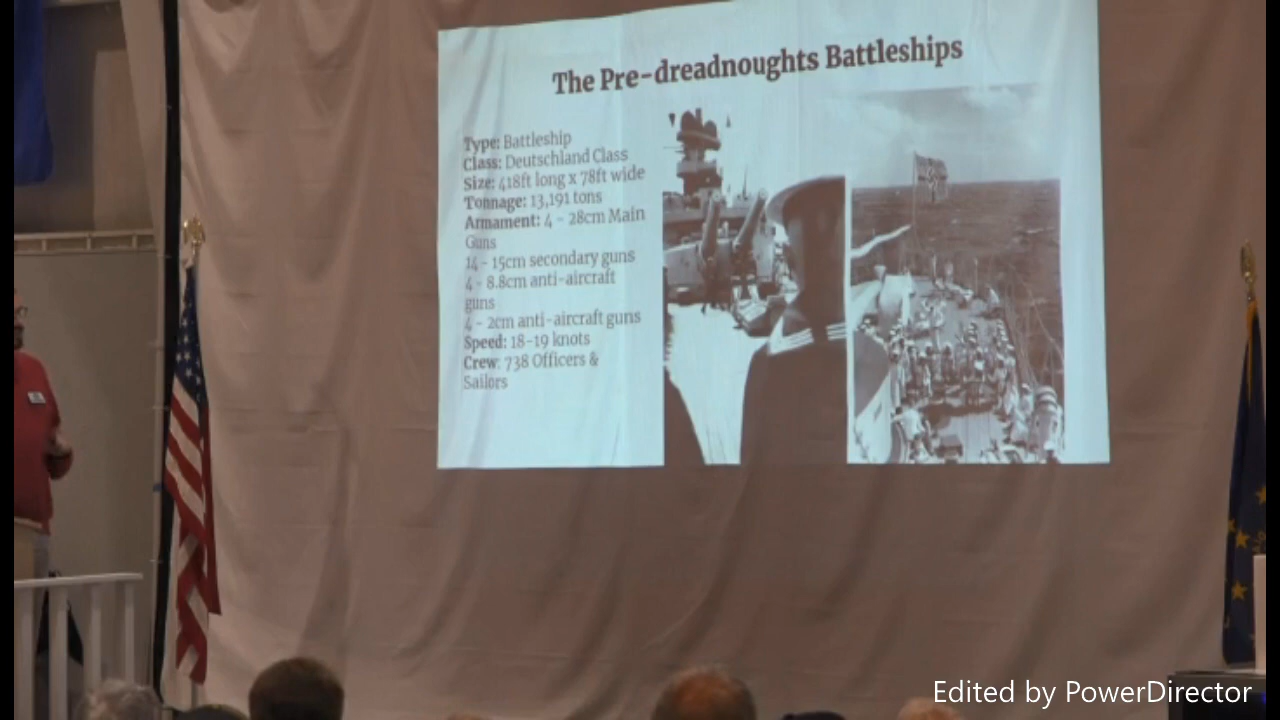 The Pre-dreadnoughts Battleships
Type: Battleship
Class: Deutschland Class
Size: 418ft long x 78ft wide
Tonnage: 13,191 tons
Armament: 4 - 28cm Main
Guns
14 - 15cm secondary guns
4 - 8.8cm anti-aircraft
guns
4 - 2cm anti-aircraft guns
Speed: 18-19 knots
Crew: 738 Officers &
Sailors
Edited by PowerDirector